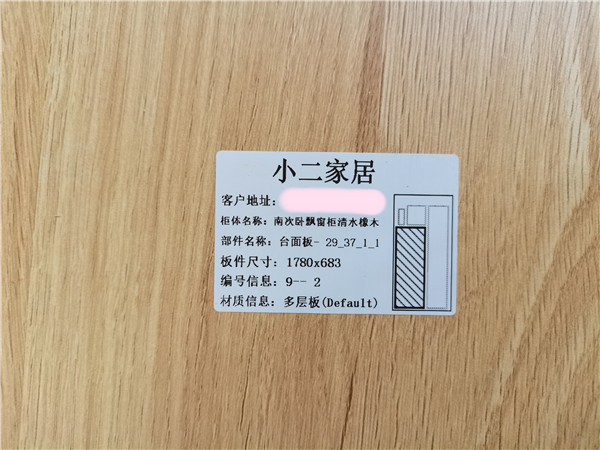 小二家居
客户地址:
柜体名称: 南次卧飘窗柜清水橡木
部件名称: 台面板- 29_37_1_1
板件尺寸: 1780x683
编号信息: 9-- 2
材质信息: 多层板(Default)